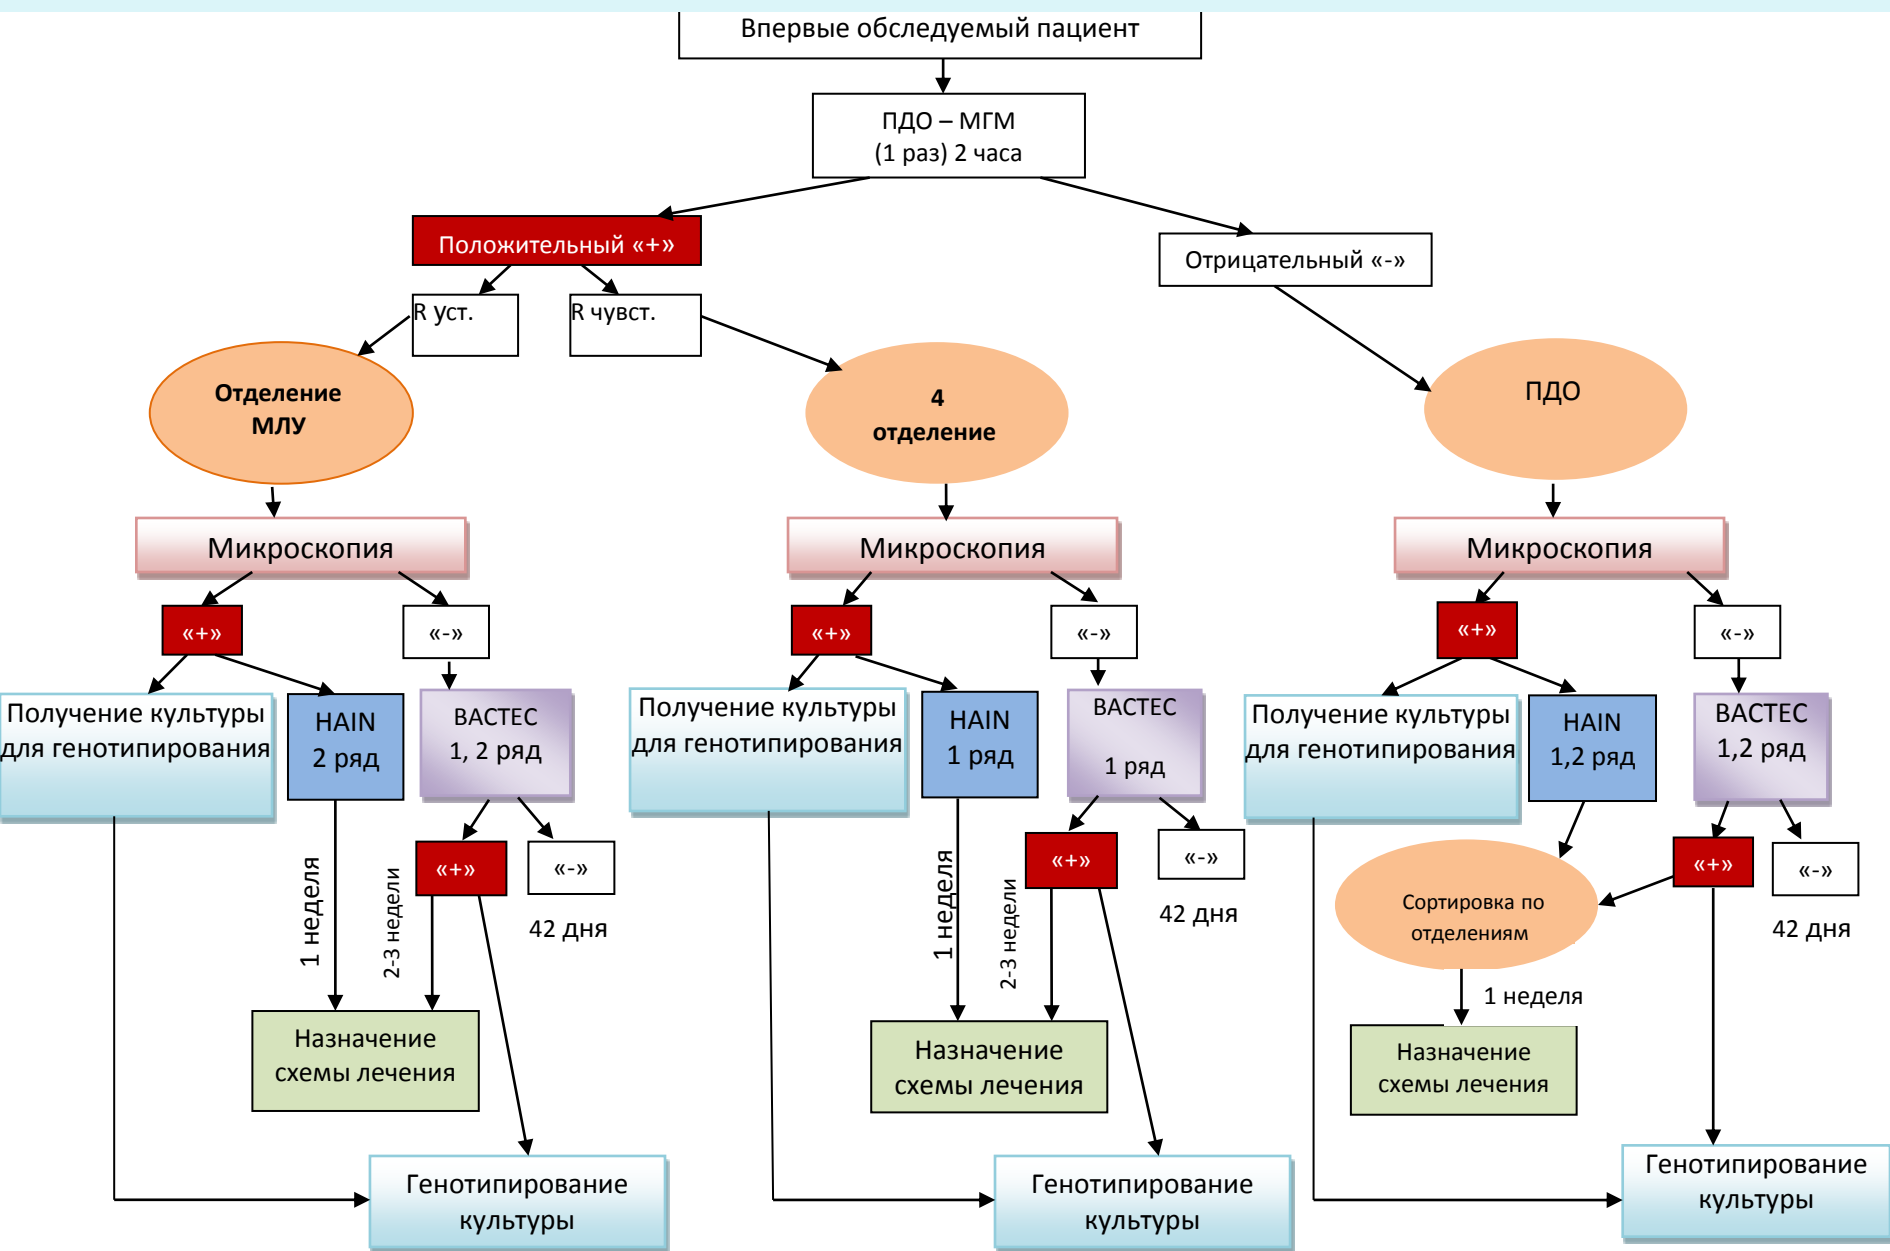 Впервые обследуемый пациент
ПДО – МГМ
(1 раз) 2 часа
Положительный «+»
Отрицательный «-»
R уст.
R чувст.
Отделение
МЛУ
4
отделение
ПДО
Микроскопия
Микроскопия
Микроскопия
«+»
«-»
«+»
«-»
«+»
«-»
Получение культуры
для генотипирования
HAIN
2 ряд
BACTEC
1, 2 ряд
Получение культуры
для генотипирования
HAIN
1 ряд
BACTEC
1 ряд
Получение культуры
для генотипирования
HAIN
1,2 ряд
BACTEC
1,2 ряд
1 неделя
2-3 недели
«+»
«-»
42 дня
1 неделя
2-3 недели
«+»
«-»
42 дня
Сортировка по
отделениям
«+»
«-»
42 дня
1 неделя
Назначение
схемы лечения
Назначение
схемы лечения
Назначение
схемы лечения
Генотипирование
культуры
Генотипирование
культуры
Генотипирование
культуры